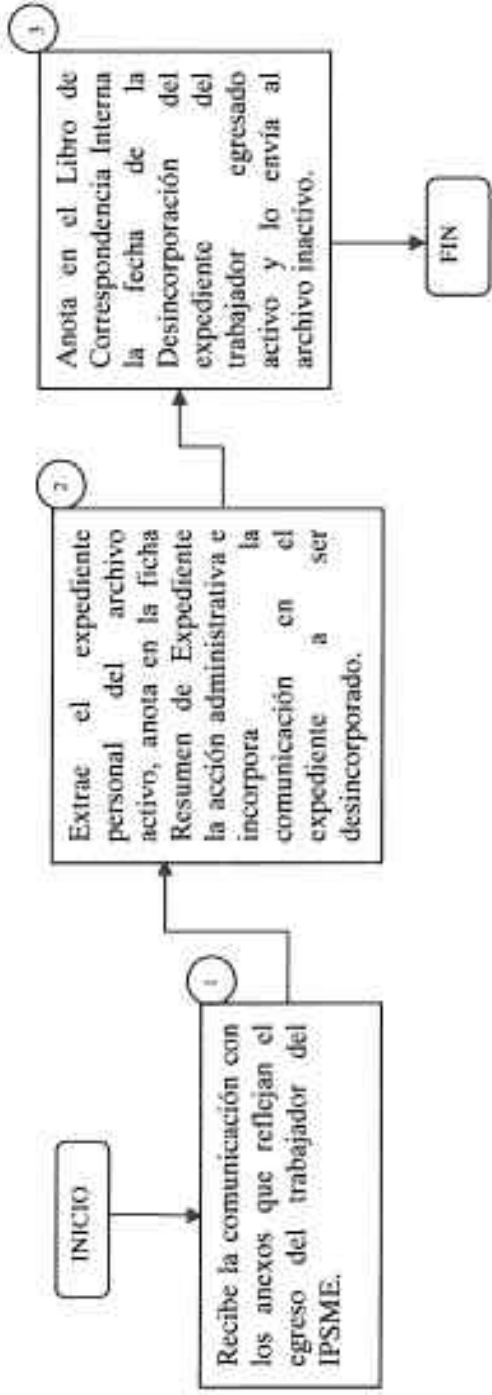 INICIO
1
Recibe la comunicación con
los anexos que reflejan el
egreso del trabajador del
IPSME.
2
Extrae el expediente
personal del archivo
activo, anota en la ficha
Resumen de Expediente
la acción administrativa e
incorpora la
comunicación en el
expediente a ser
desincorporado.
3
Anota en el Libro de
Correspondencia Interna
la fecha de la
Desincorporación del
expediente del
trabajador egresado
activo y lo envía al
archivo inactivo.
FIN